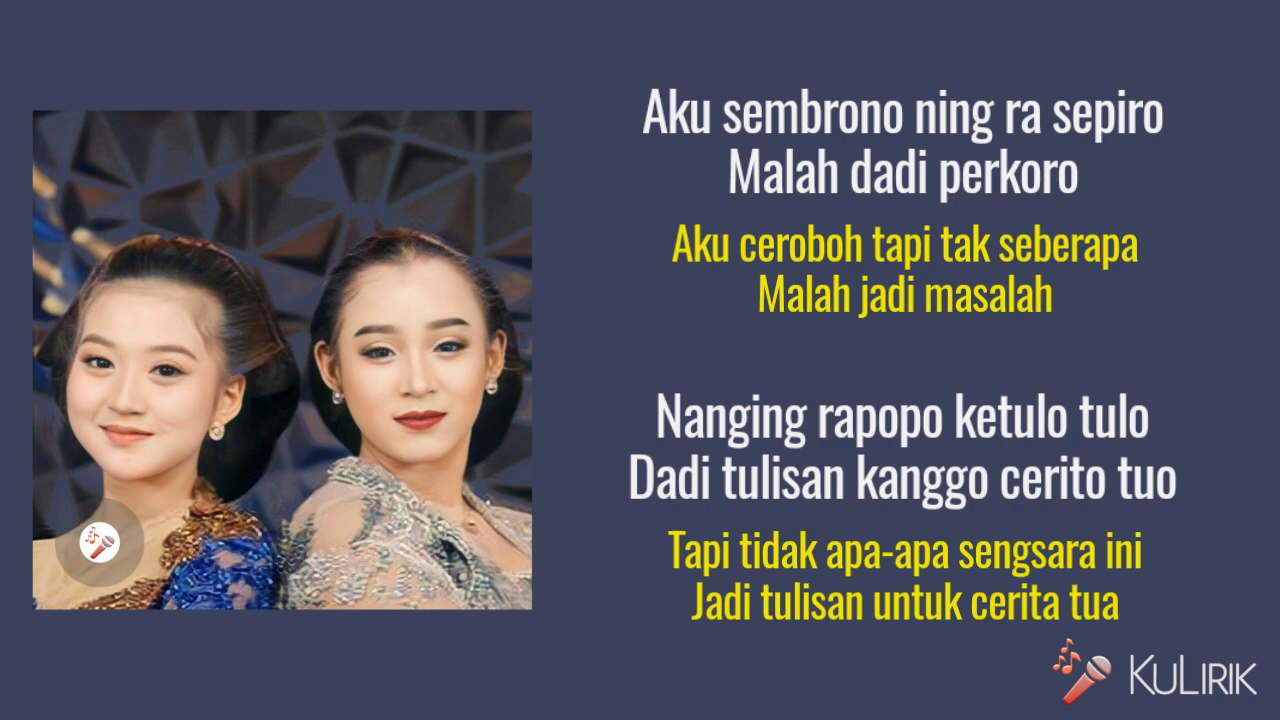 Aku sembrono ning ra sepiro
Malah dadi perkoro
Aku ceroboh tapi tak seberapa
Malah jadi masalah
Nanging rapopo ketulo tulo
Dadi tulisan kanggo cerito tuo
Tapi tidak apa-apa sengsara ini
Jadi tulisan untuk cerita tua
KULIRIK